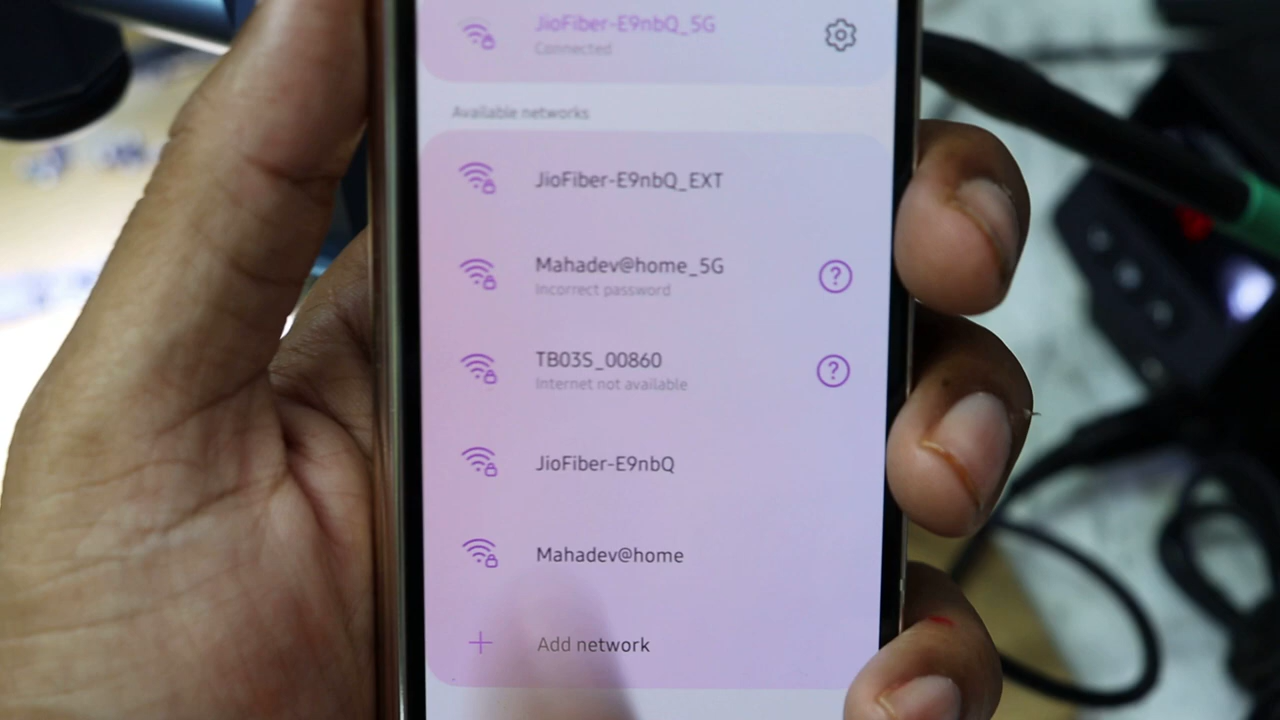 JioFiber-E9nbQ_5G
Connected
Available networks
JioFiber-E9nbQ_EXT
Mahadev@home_5G
Incorrect password
?
TB03S_00860
Internet not available
?
JioFiber-E9nbQ
Mahadev@home
Add network